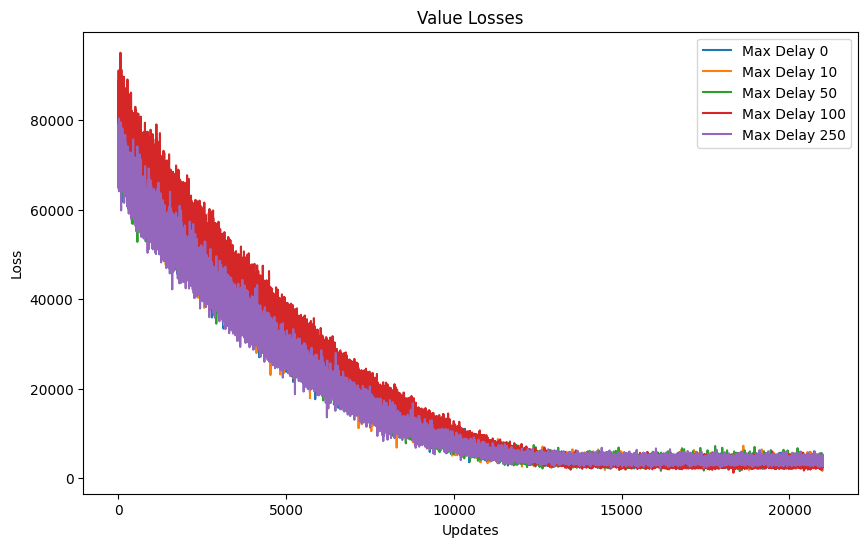 Value Losses
Max Delay 0
Max Delay 10
Max Delay 50
Max Delay 100
Max Delay 250
80000
60000
40000
20000
0
Loss
0 5000 10000 15000 20000
Updates